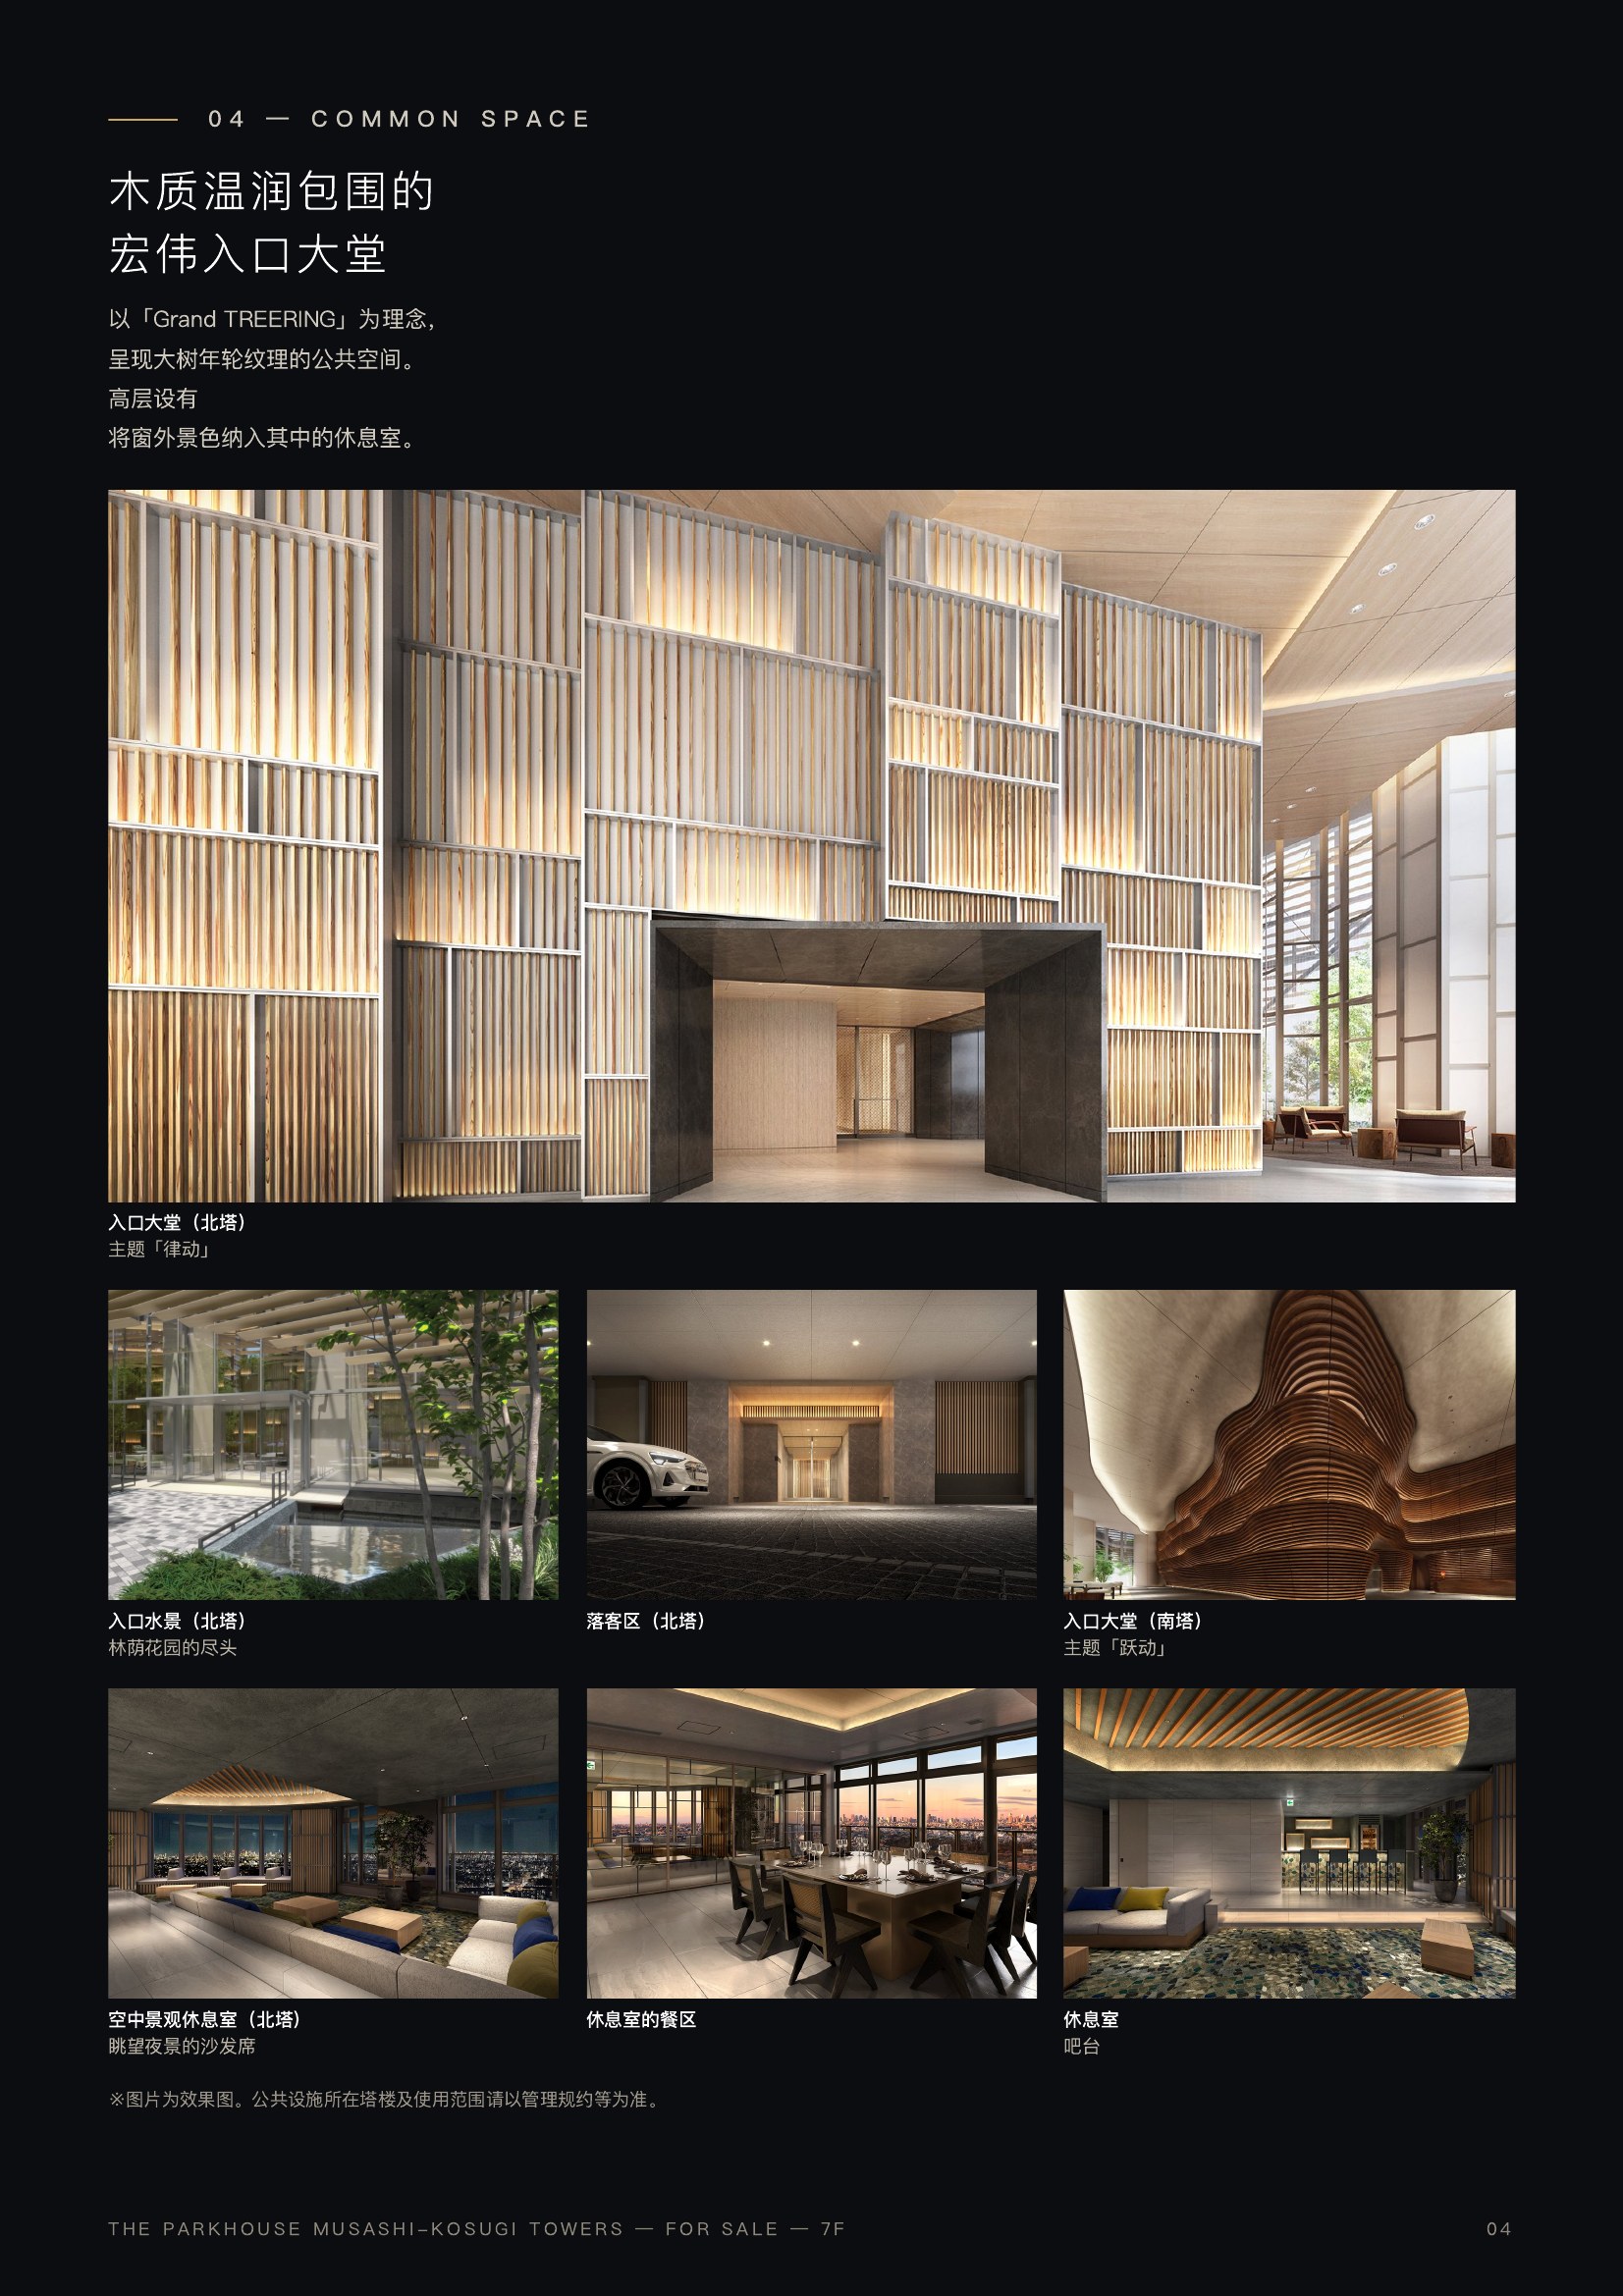 04 — COMMON SPACE
木质温润包围的
宏伟入口大堂
以「Grand TREERING」为理念，
呈现大树年轮纹理的公共空间。
高层设有
将窗外景色纳入其中的休息室。
入口大堂（北塔）
主题「律动」
入口水景（北塔）
林荫花园的尽头
落客区（北塔）
入口大堂（南塔）
主题「跃动」
空中景观休息室（北塔）
眺望夜景的沙发席
休息室的餐区
休息室
吧台
※图片为效果图。公共设施所在塔楼及使用范围请以管理规约等为准。
THE PARKHOUSE MUSASHI–KOSUGI TOWERS — FOR SALE — 7F
04